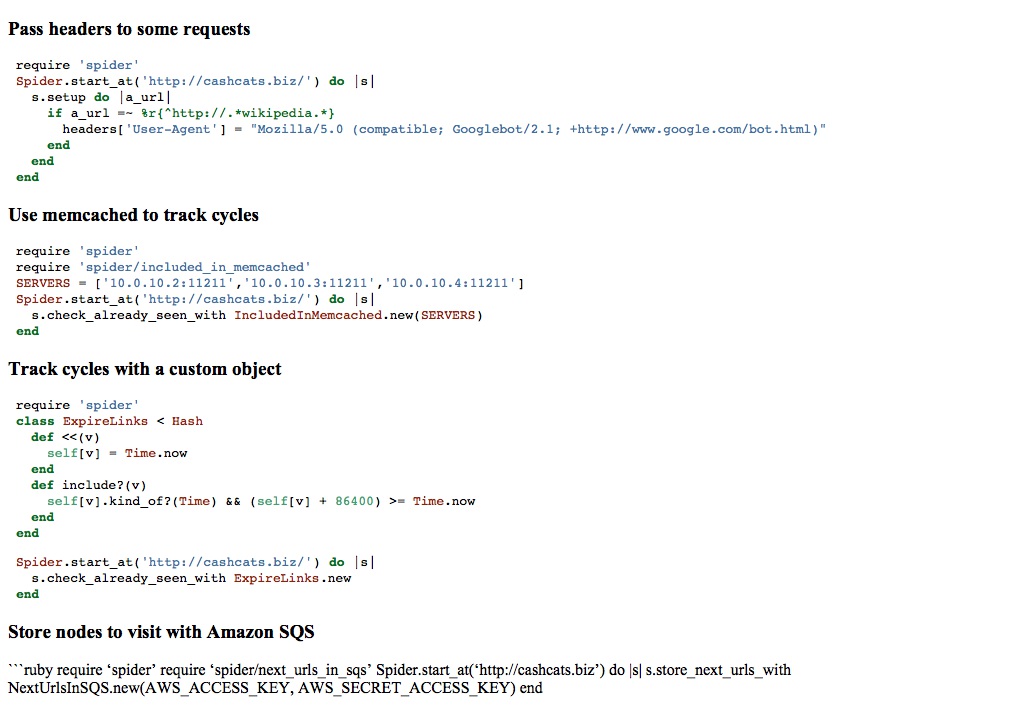 Pass headers to some requests
require 'spider'
Spider.start_at('http://cashcats.biz/') do |s|
  s.setup do |a_url|
    if a_url =~ %r{^http://.*wikipedia.*}
      headers['User-Agent'] = "Mozilla/5.0 (compatible; Googlebot/2.1; +http://www.google.com/bot.html)"
    end
  end
end
Use memcached to track cycles
require 'spider'
require 'spider/included_in_memcached'
SERVERS = ['10.0.10.2:11211','10.0.10.3:11211','10.0.10.4:11211']
Spider.start_at('http://cashcats.biz/') do |s|
  s.check_already_seen_with IncludedInMemcached.new(SERVERS)
end
Track cycles with a custom object
require 'spider'
class ExpireLinks < Hash
  def <<(v)
    self[v] = Time.now
  end
  def include?(v)
    self[v].kind_of?(Time) && (self[v] + 86400) >= Time.now
  end
end
Spider.start_at('http://cashcats.biz/') do |s|
  s.check_already_seen_with ExpireLinks.new
end
Store nodes to visit with Amazon SQS
```ruby require ‘spider’ require ‘spider/next_urls_in_sqs’ Spider.start_at(‘http://cashcats.biz’) do |s| s.store_next_urls_with
NextUrlsInSQS.new(AWS_ACCESS_KEY, AWS_SECRET_ACCESS_KEY) end